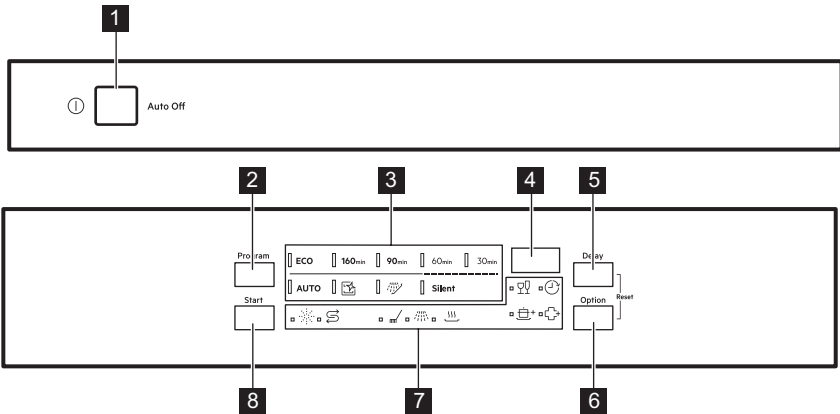 1
Auto Off
2 3 4 5
Program
Delay
ECO 160min 90min 60min 30min
AUTO Silent
Start
Option
Reset
8 7 6